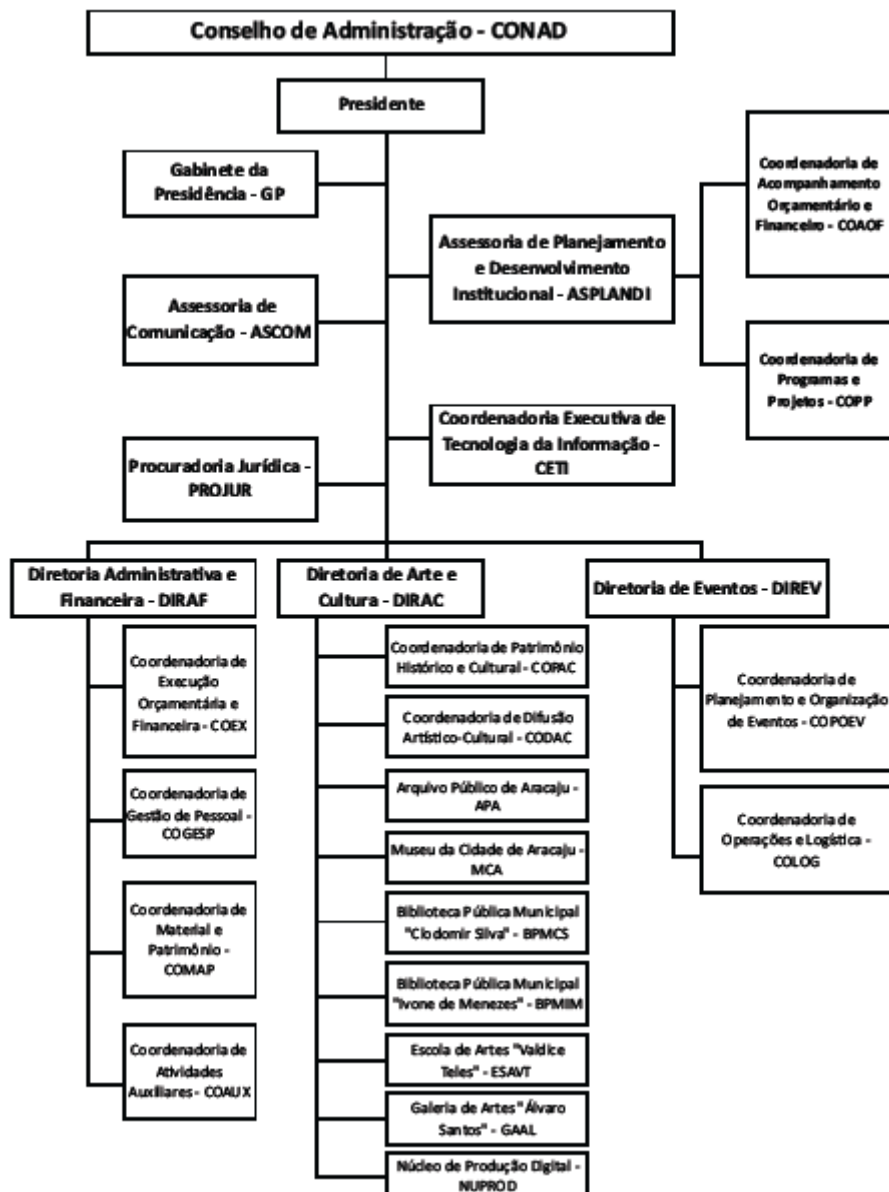 Conselho de Administração - CONAD
Presidente
Gabinete da
Presidência - GP
Assessoria de Planejamento
e Desenvolvimento
Institucional - ASPLANDI
Coordenadoria de
Acompanhamento
Orçamentário e
Financeiro - COAOF
Assessoria de
Comunicação - ASCOM
Coordenadoria de
Programas e
Projetos - COPP
Coordenadoria Executiva de
Tecnologia da Informação -
CETI
Procuradoria Jurídica -
PROJUR
Diretoria Administrativa e
Financeira - DIRAF
Coordenadoria de
Execução
Orçamentária e
Financeira - COEX
Coordenadoria de
Gestão de Pessoal -
COGESP
Coordenadoria de
Material e
Patrimônio -
COMAP
Coordenadoria de
Atividades
Auxiliares - COAUX
Diretoria de Arte e
Cultura - DIRAC
Coordenadoria de Patrimônio
Histórico e Cultural - COPAC
Coordenadoria de Difusão
Artístico-Cultural - CODAC
Arquivo Público de Aracaju -
APA
Museu da Cidade de Aracaju -
MCA
Biblioteca Pública Municipal
"Clodomir Silva" - BPMCS
Biblioteca Pública Municipal
"Ivone de Menezes" - BPMIM
Escola de Artes "Valdice
Teles" - ESAVT
Galeria de Artes "Álvaro
Santos" - GAAL
Núcleo de Produção Digital -
NUPROD
Diretoria de Eventos - DIREV
Coordenadoria de
Planejamento e Organização
de Eventos - COPOEV
Coordenadoria de
Operações e Logística -
COLOG